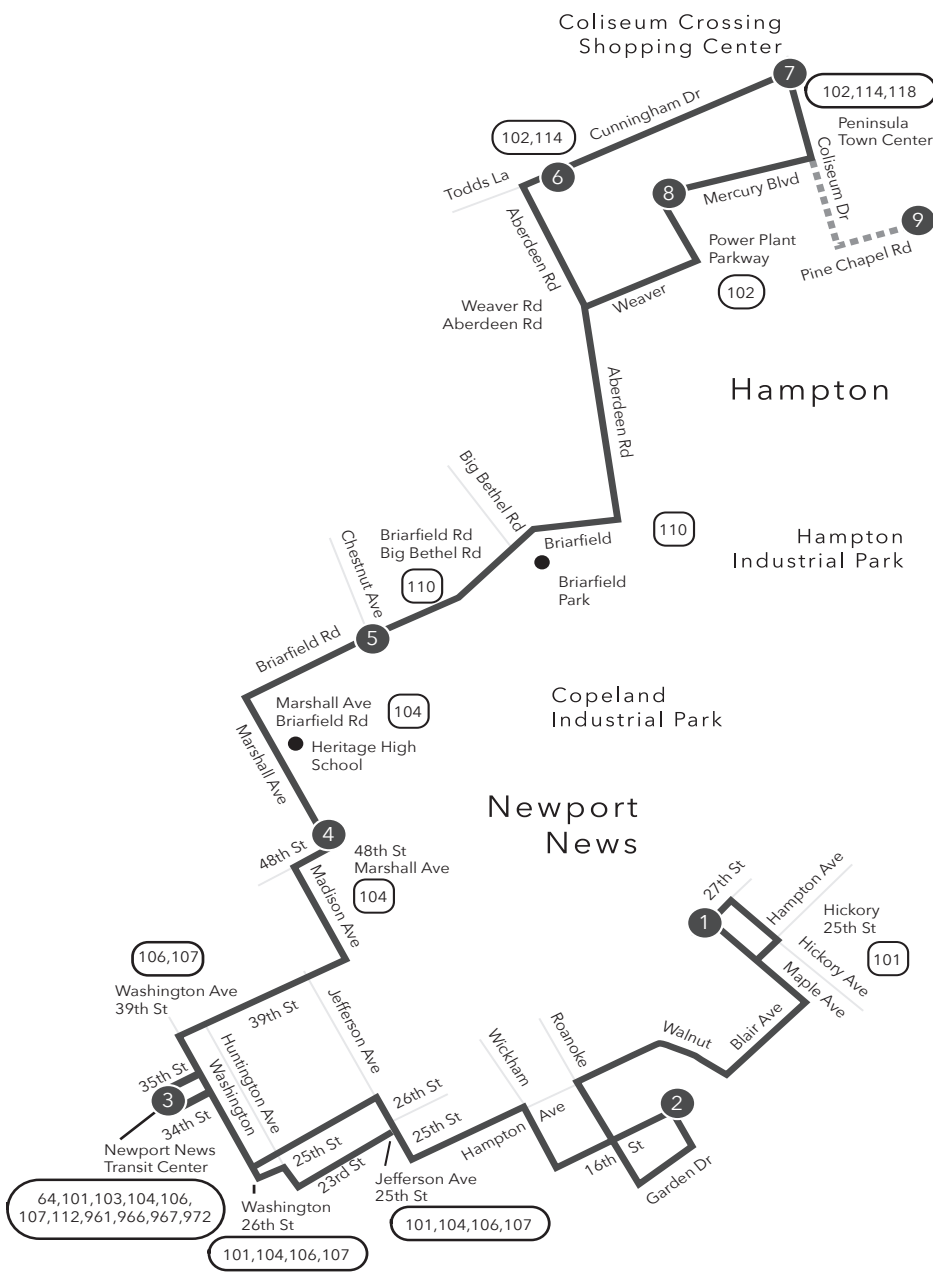 Coliseum Crossing
Shopping Center
7
102,114,118
Peninsula
Town Center
Cunningham Dr
102,114
6
Todds La
Coliseum Dr
8
Mercury Blvd
9
Pine Chapel Rd
Aberdeen Rd
Power Plant
Parkway
102
Weaver
Weaver Rd
Aberdeen Rd
Aberdeen Rd
Hampton
Big Bethel Rd
Briarfield
110
Hampton
Industrial Park
Briarfield Rd
Big Bethel Rd
110
Briarfield
Park
Chestnut Ave
5
Briarfield Rd
Marshall Ave
Briarfield Rd
104
Copeland
Industrial Park
Heritage High
School
Marshall Ave
Newport
News
4
48th St
48th St
Marshall Ave
104
Madison Ave
27th St
Hampton Ave
1
Hickory
25th St
101
Hickory Ave
Maple Ave
106,107
Washington Ave
39th St
39th St
Jefferson Ave
Blair Ave
Walnut
Roanoke
Wickham
Huntington Ave
Washington
35th St
3
34th St
26th St
25th St
25th St
Hampton
Ave
2
16th
St
Garden Dr
23rd St
Newport News
Transit Center
64,101,103,104,106,
107,112,961,966,967,972
Washington
26th St
101,104,106,107
Jefferson Ave
25th St
101,104,106,107